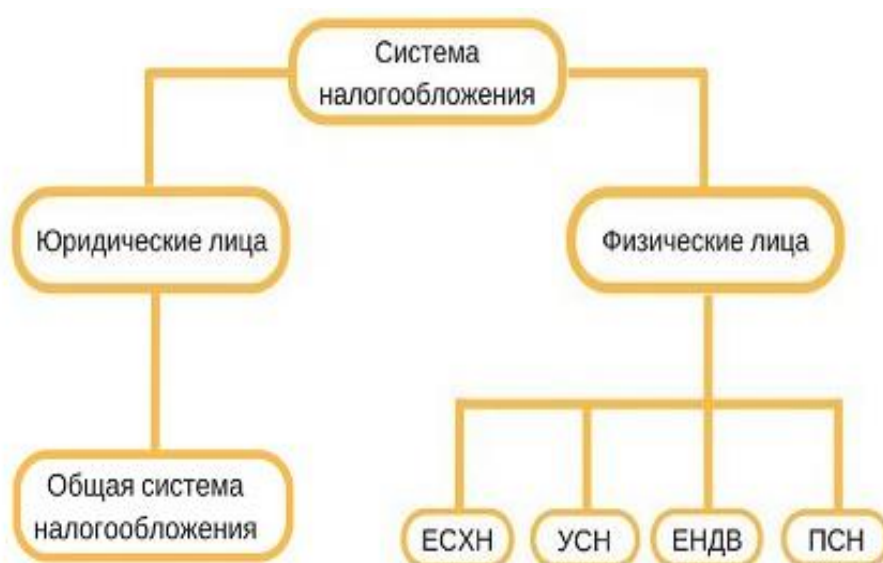 Система
налогообложения
Юридические лица
Физические лица
Общая система
налогообложения
ЕСХН
УСН
ЕНДВ
ПСН